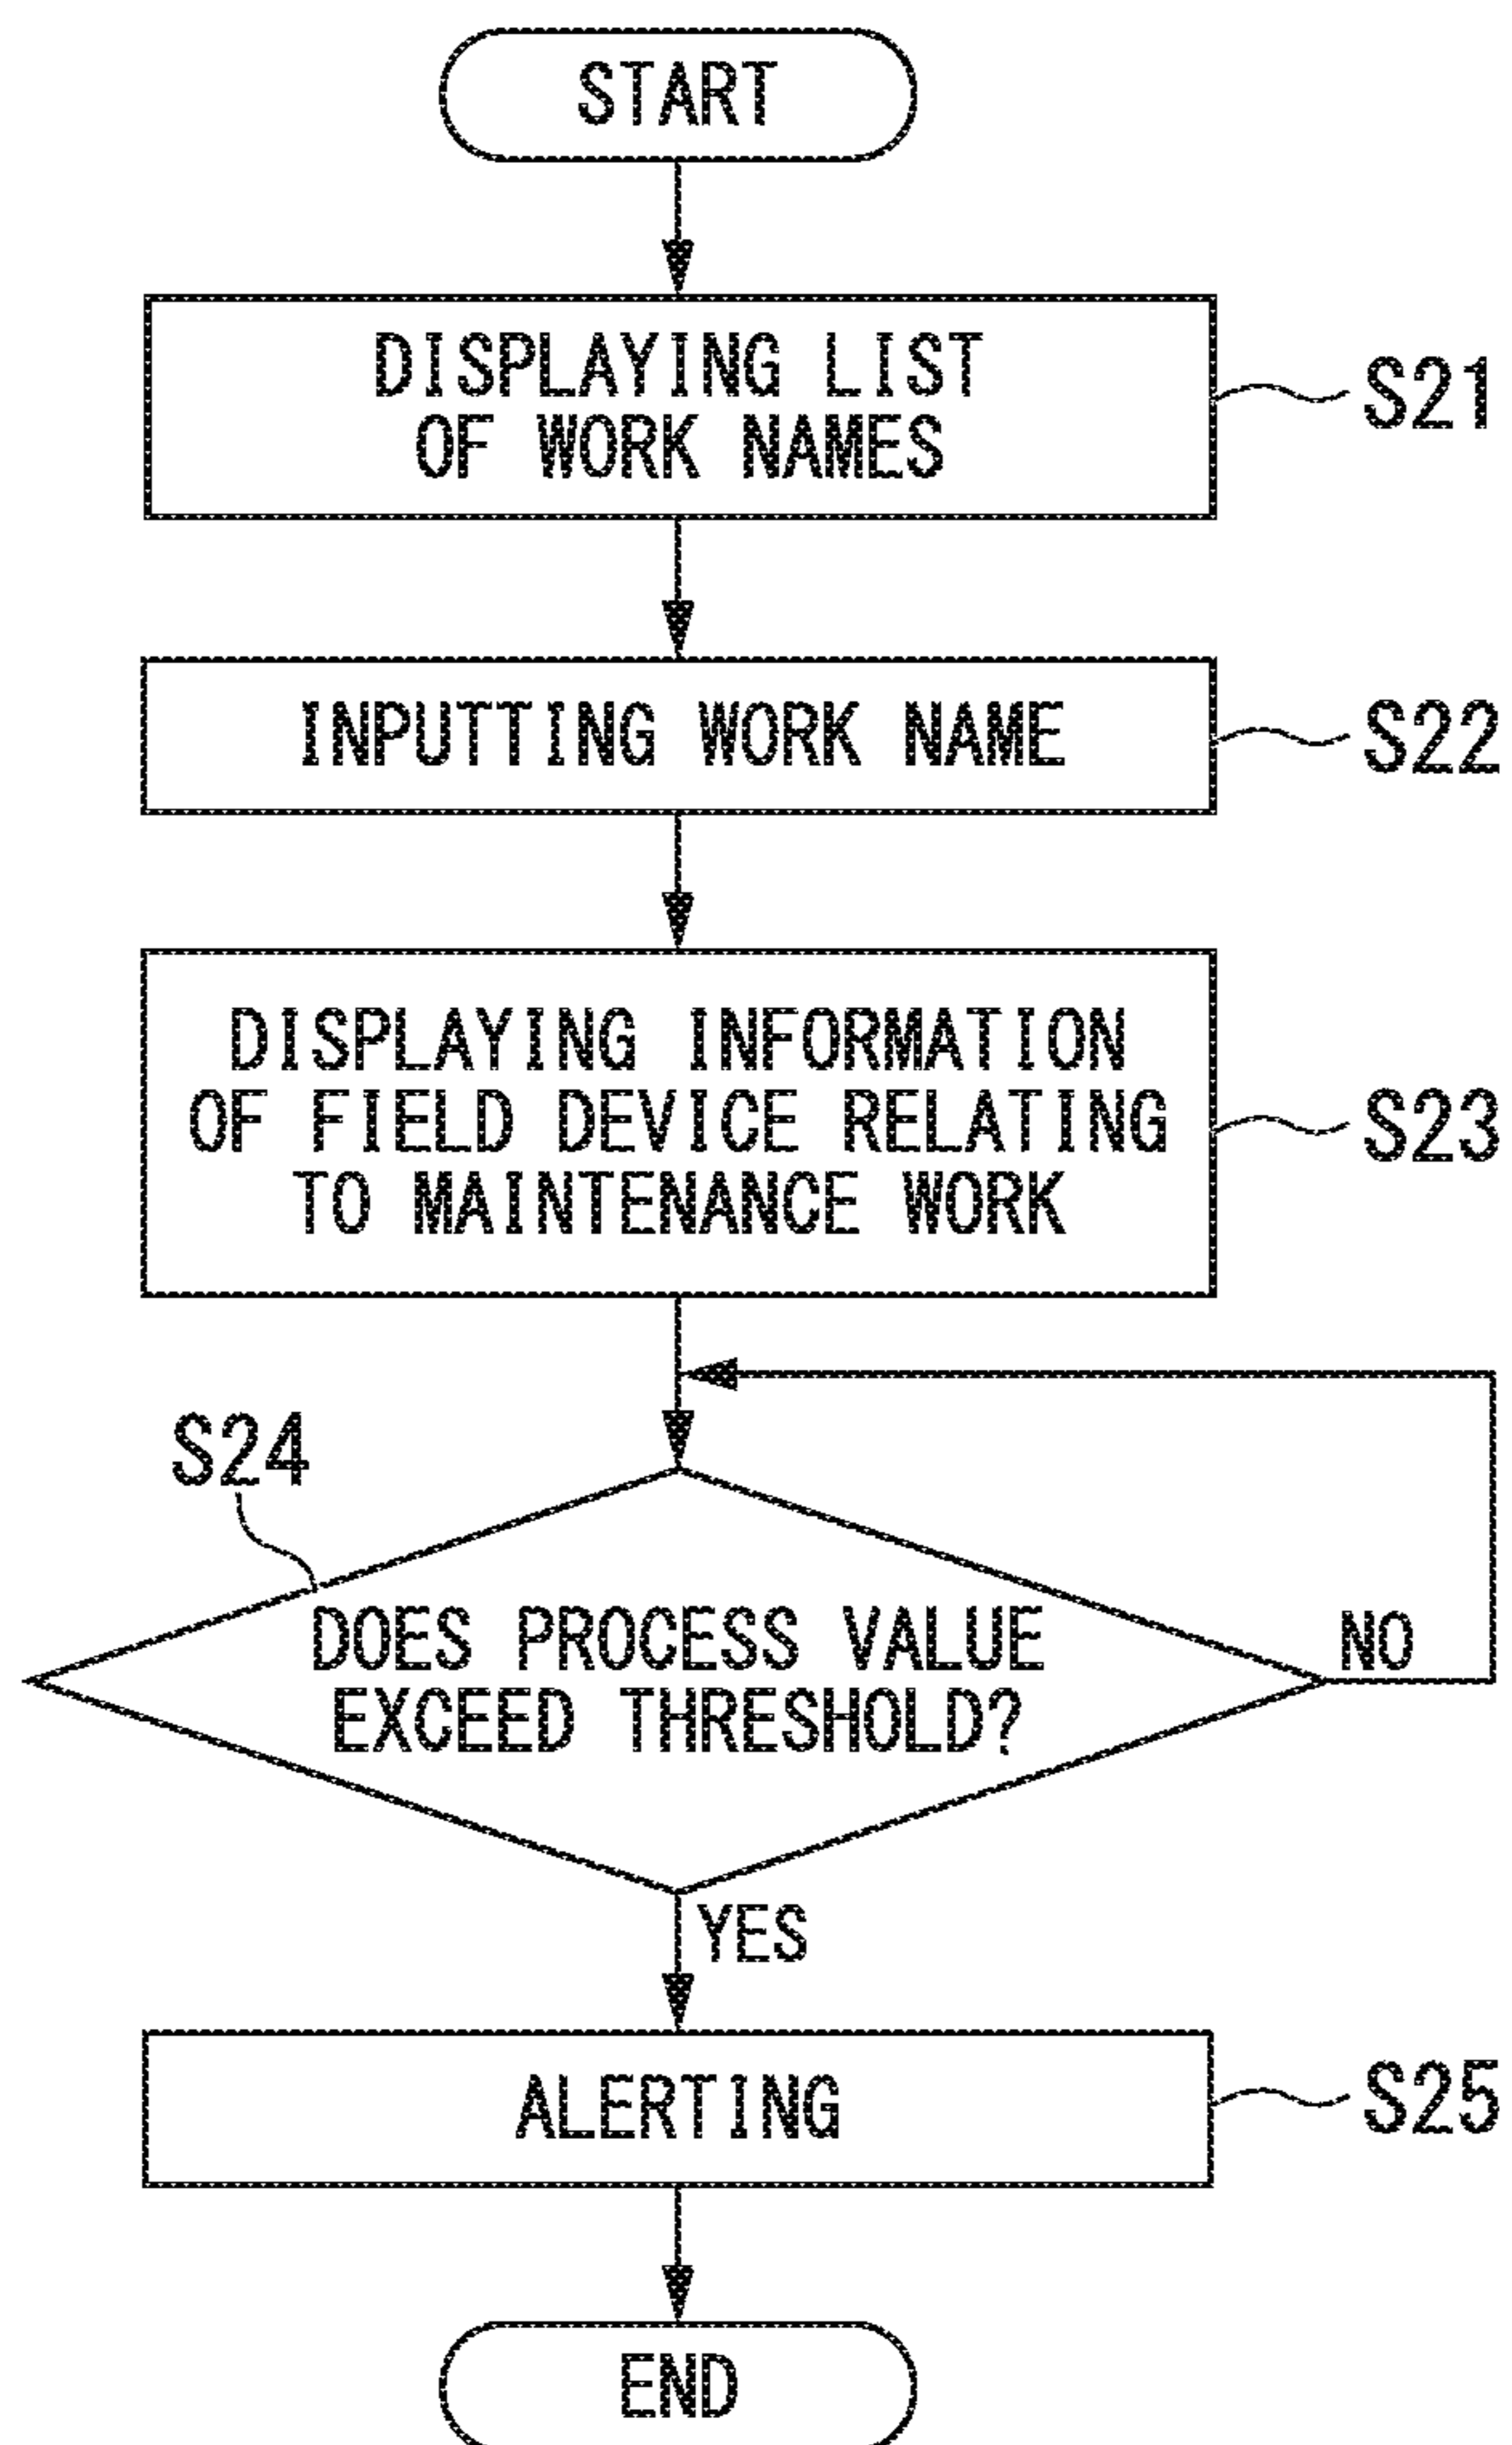 START
DISPLAYING LIST
OF WORK NAMES
S21
INPUTTING WORK NAME
S22
DISPLAYING INFORMATION
OF FIELD DEVICE RELATING
TO MAINTENANCE WORK
S23
S24
DOES PROCESS VALUE
EXCEED THRESHOLD?
NO
YES
ALERTING
S25
END